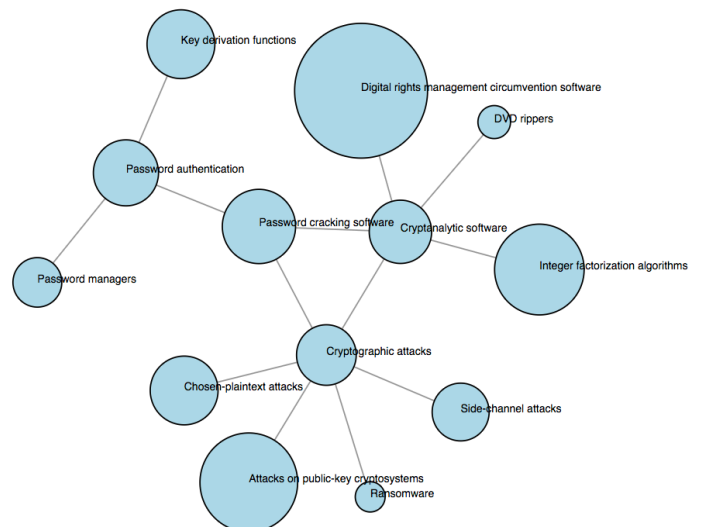 Key derivation functions
Digital rights management circumvention software
DVD rippers
Password authentication
Password cracking software
Cryptanalytic software
Integer factorization algorithms
Password managers
Cryptographic attacks
Chosen-plaintext attacks
Side-channel attacks
Attacks on public-key cryptosystems
Ransomware